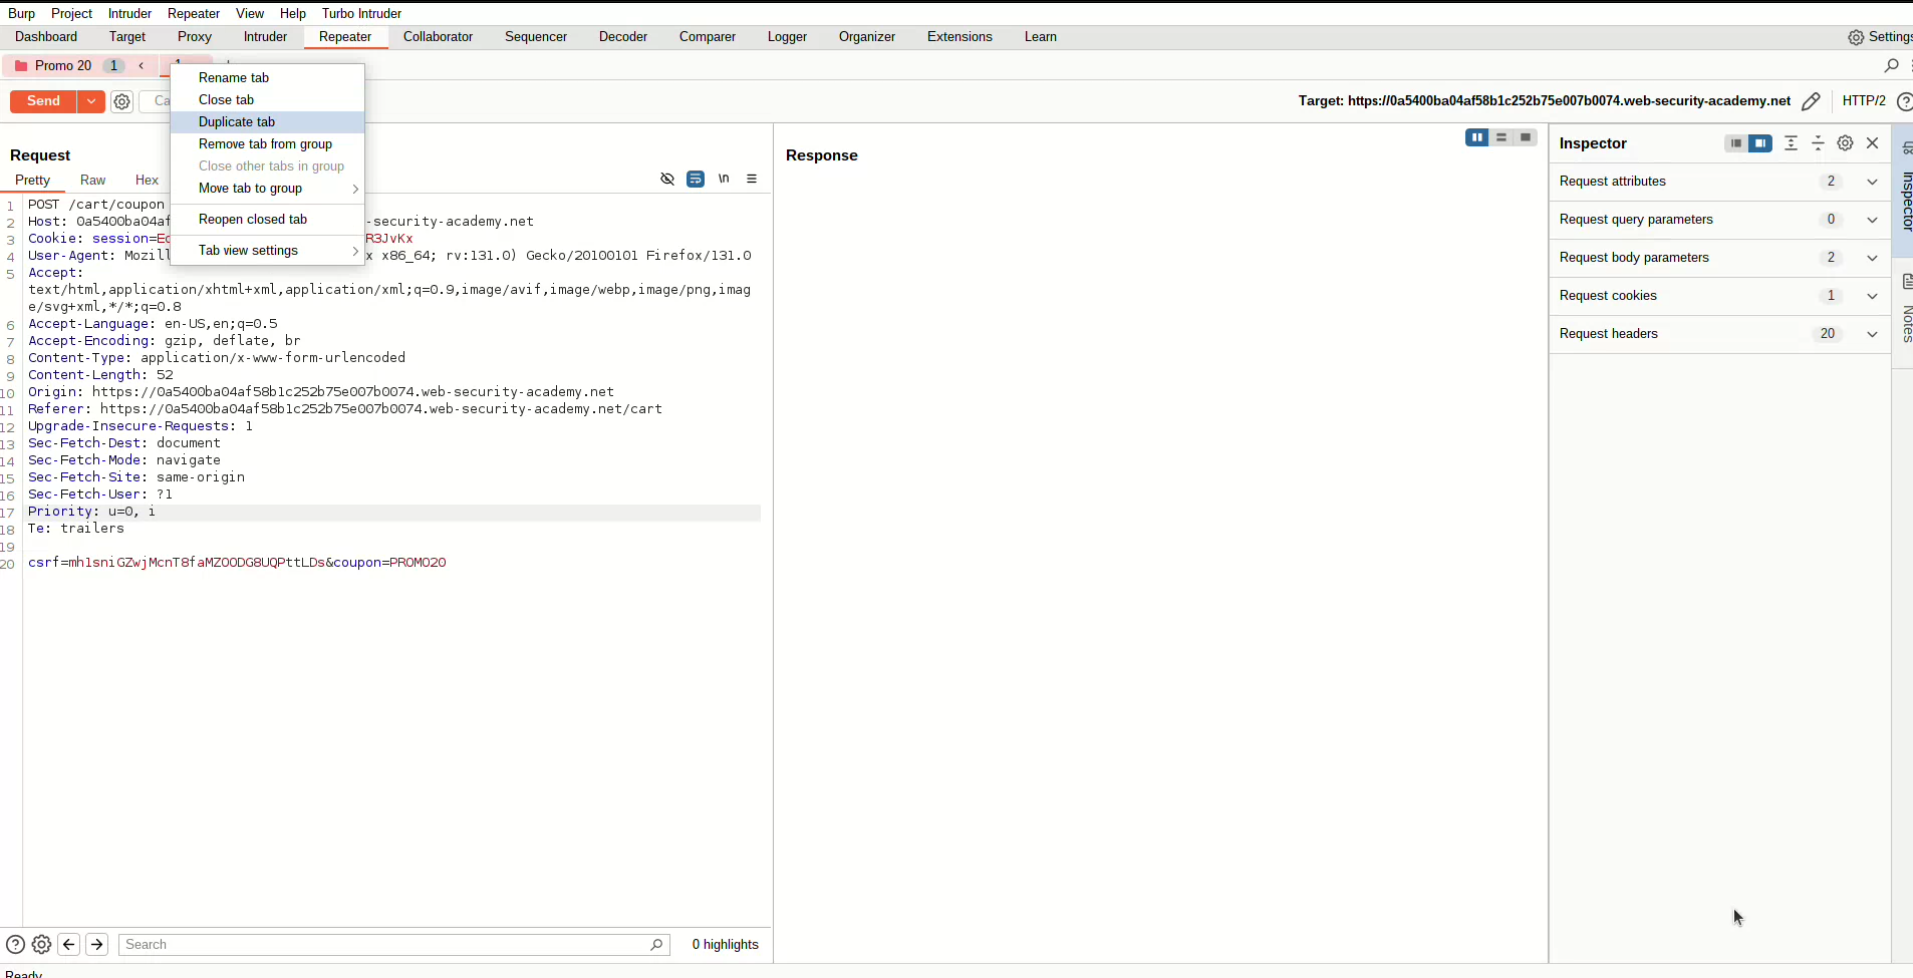 Burp Project Intruder Repeater View Help Turbo Intruder
Dashboard Target Proxy Intruder Repeater Collaborator Sequencer Decoder Comparer Logger Organizer Extensions Learn Settings
Promo 20 1
Send Ca
Target: https://0a5400ba04af58b1c252b75e007b0074.web-security-academy.net HTTP/2
Rename tab
Close tab
Duplicate tab
Remove tab from group
Close other tabs in group
Move tab to group
Reopen closed tab
Tab view settings
Request
Pretty Raw Hex \n
1 POST /cart/coupon
2 Host: 0a5400ba04af -security-academy.net
3 Cookie: session=Ec R3JvKx
4 User-Agent: Mozill x x86_64; rv:131.0) Gecko/20100101 Firefox/131.0
5 Accept:
text/html,application/xhtml+xml,application/xml;q=0.9,image/avif,image/webp,image/png,imag
e/svg+xml,*/*;q=0.8
6 Accept-Language: en-US,en;q=0.5
7 Accept-Encoding: gzip, deflate, br
8 Content-Type: application/x-www-form-urlencoded
9 Content-Length: 52
10 Origin: https://0a5400ba04af58b1c252b75e007b0074.web-security-academy.net
11 Referer: https://0a5400ba04af58b1c252b75e007b0074.web-security-academy.net/cart
12 Upgrade-Insecure-Requests: 1
13 Sec-Fetch-Dest: document
14 Sec-Fetch-Mode: navigate
15 Sec-Fetch-Site: same-origin
16 Sec-Fetch-User: ?1
17 Priority: u=0, i
18 Te: trailers
19
20 csrf=mh1sniGZwjMcnT8faMZOODG8UQPttLDs&coupon=PROMO20
Search
0 highlights
Response
Inspector
Request attributes 2
Request query parameters 0
Request body parameters 2
Request cookies 1
Request headers 20
Inspector
Notes
Ready